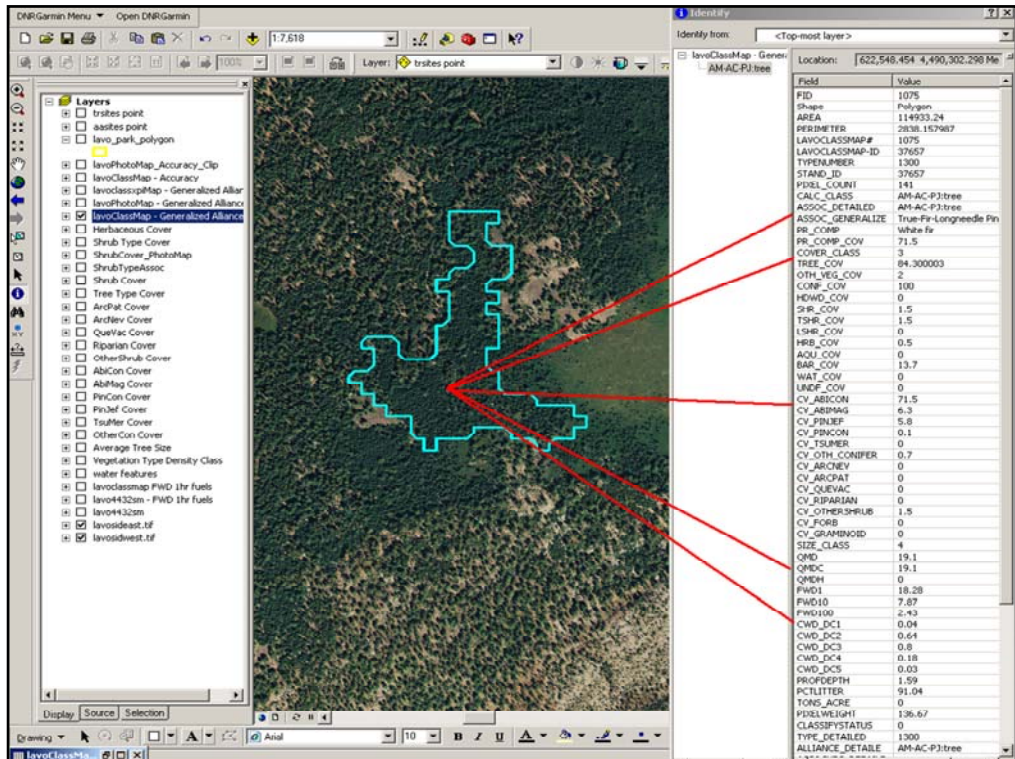 DNRGarmin Menu Open DNRGarmin
1:7,618
100% Layer: trsites point
Layers
trsites point
aasites point
lavo_park_polygon
lavoPhotoMap_Accuracy_Clip
lavoClassMap - Accuracy
lavoclassxpiMap - Generalized Allian
lavoPhotoMap - Generalized Alliance
lavoClassMap - Generalized Alliance
Herbaceous Cover
Shrub Type Cover
ShrubCover_PhotoMap
ShrubTypeAssoc
Shrub Cover
Tree Type Cover
ArcPat Cover
ArcNev Cover
QueVac Cover
Riparian Cover
OtherShrub Cover
AbiCon Cover
AbiMag Cover
PinCon Cover
PinJef Cover
TsuMer Cover
OtherCon Cover
Average Tree Size
Vegetation Type Density Class
water features
lavoclassmap FWD 1hr fuels
lavo4432sm - FWD 1hr fuels
lavo4432sm
lavosideast.tif
lavosidwest.tif
Display Source Selection
Drawing A Arial 10 B I U A
lavoClassMa...
Identify
Identify from: <Top-most layer>
lavoClassMap - Genera
AM-AC-PJ:tree
Location: 622,548.454 4,490,302.298 Me
Field Value
FID 1075
Shape Polygon
AREA 114933.24
PERIMETER 2838.157987
LAVOCLASSMAP# 1075
LAVOCLASSMAP-ID 37657
TYPENUMBER 1300
STAND_ID 37657
PIXEL_COUNT 141
CALC_CLASS AM-AC-PJ:tree
ASSOC_DETAILED AM-AC-PJ:tree
ASSOC_GENERALIZE True-Fir-Longneedle Pin
PR_COMP White fir
PR_COMP_COV 71.5
COVER_CLASS 3
TREE_COV 84.300003
OTH_VEG_COV 2
CONF_COV 100
HDWD_COV 0
SHR_COV 1.5
TSHR_COV 1.5
LSHR_COV 0
HRB_COV 0.5
AQU_COV 0
BAR_COV 13.7
WAT_COV 0
UNDF_COV 0
CV_ABICON 71.5
CV_ABIMAG 6.3
CV_PINJEF 5.8
CV_PINCON 0.1
CV_TSUMER 0
CV_OTH_CONIFER 0.7
CV_ARCNEV 0
CV_ARCPAT 0
CV_QUEVAC 0
CV_RIPARIAN 0
CV_OTHERSHRUB 1.5
CV_FORB 0
CV_GRAMINOID 0
SIZE_CLASS 4
QMD 19.1
QMDC 19.1
QMDH 0
FWD1 18.28
FWD10 7.87
FWD100 2.43
CWD_DC1 0.04
CWD_DC2 0.64
CWD_DC3 0.8
CWD_DC4 0.18
CWD_DC5 0.03
PROFDEPTH 1.59
PCTLITTER 91.04
TONS_ACRE 0
PIXELWEIGHT 136.67
CLASSIFYSTATUS 0
TYPE_DETAILED 1300
ALLIANCE_DETAILE AM-AC-PJ:tree